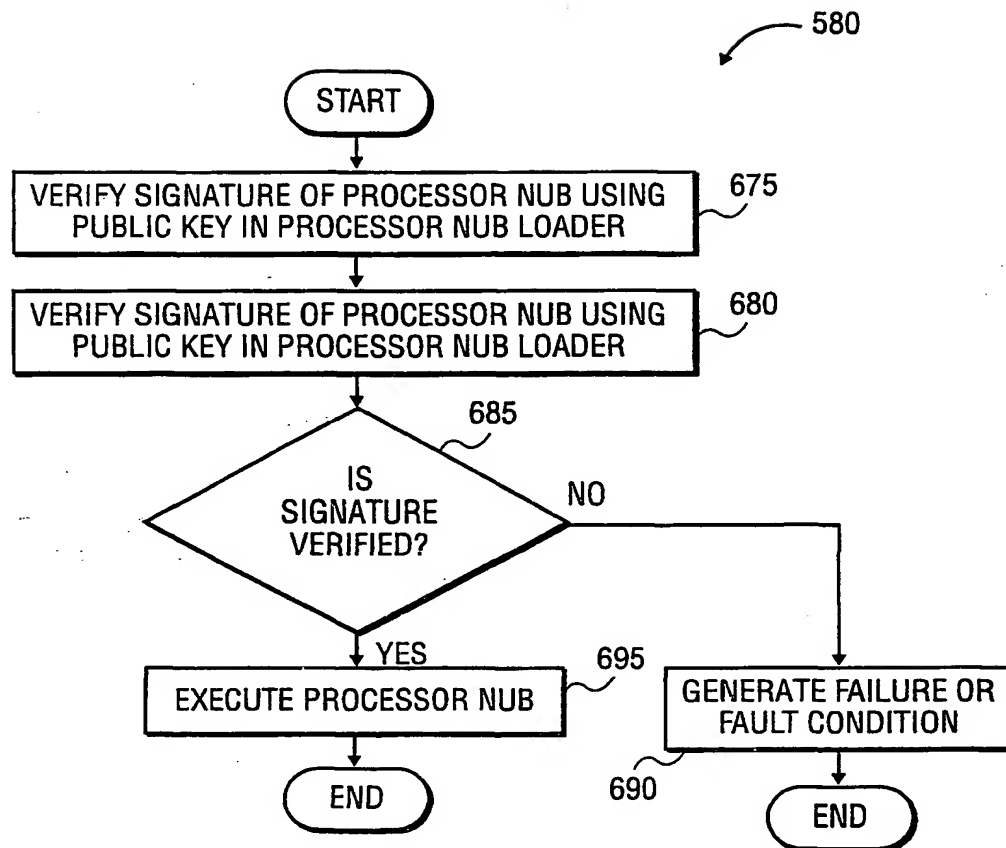 580
START
VERIFY SIGNATURE OF PROCESSOR NUB USING
PUBLIC KEY IN PROCESSOR NUB LOADER
675
VERIFY SIGNATURE OF PROCESSOR NUB USING
PUBLIC KEY IN PROCESSOR NUB LOADER
680
685
IS
SIGNATURE
VERIFIED?
NO
YES
EXECUTE PROCESSOR NUB
695
GENERATE FAILURE OR
FAULT CONDITION
690
END
END